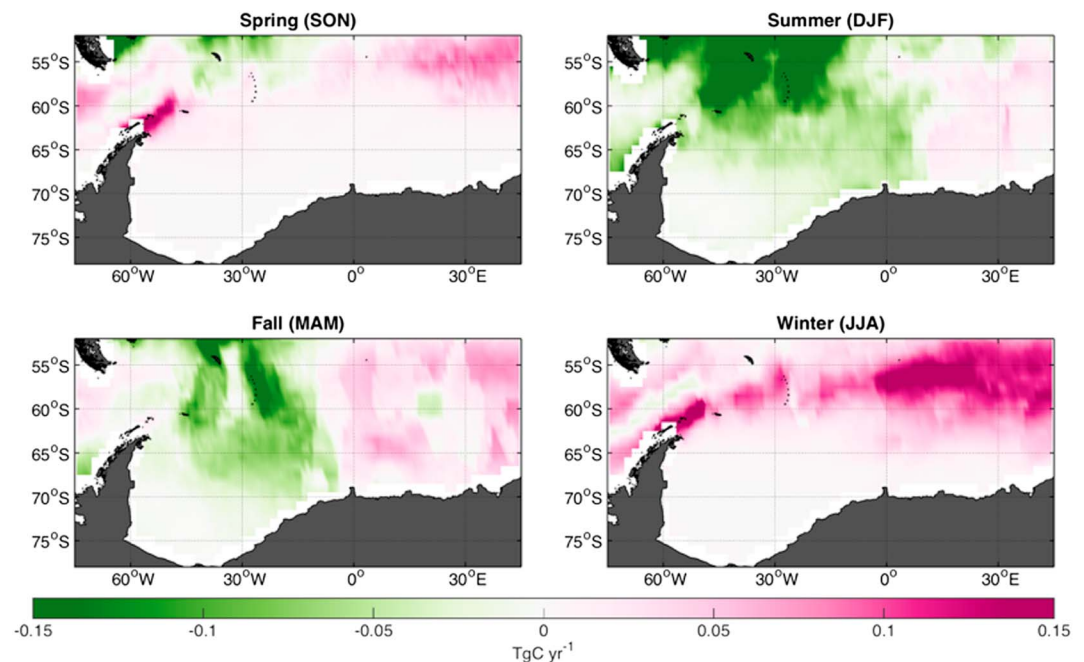 Spring (SON)
Summer (DJF)
55°S
60°S
65°S
70°S
75°S
60°W 30°W 0° 30°E
55°S
60°S
65°S
70°S
75°S
60°W 30°W 0° 30°E
Fall (MAM)
Winter (JJA)
55°S
60°S
65°S
70°S
75°S
60°W 30°W 0° 30°E
55°S
60°S
65°S
70°S
75°S
60°W 30°W 0° 30°E
-0.15 -0.1 -0.05 0 0.05 0.1 0.15
TgC yr⁻¹